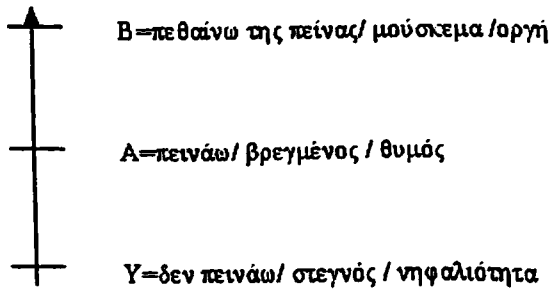 Β=πεθαίνω της πείνας/ μούσκεμα /οργή
Α=πεινάω/ βρεγμένος / θυμός
Υ=δεν πεινάω/ στεγνός / νηφαλιότητα